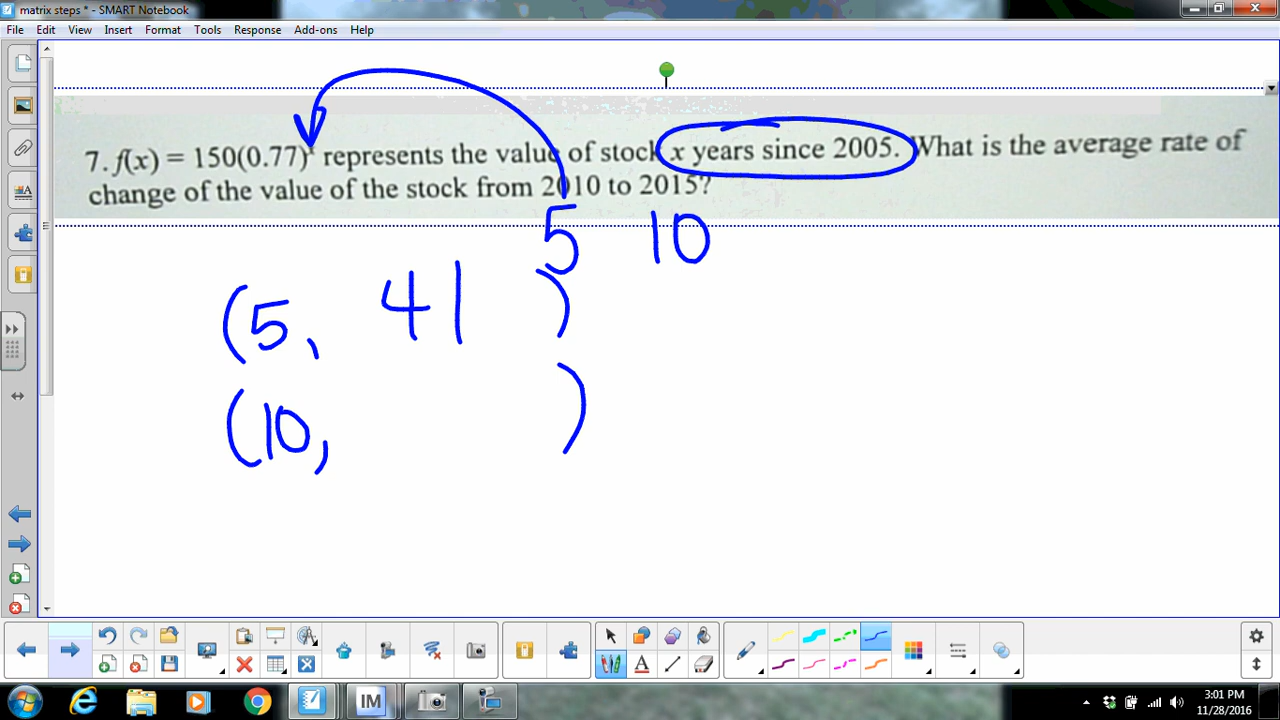 matrix steps * - SMART Notebook
File Edit View Insert Format Tools Response Add-ons Help
7. f(x) = 150(0.77)ˣ represents the value of stock x years since 2005. What is the average rate of
change of the value of the stock from 2010 to 2015?
5 10
(5, 41 )
(10, )
IM
3:01 PM
11/28/2016